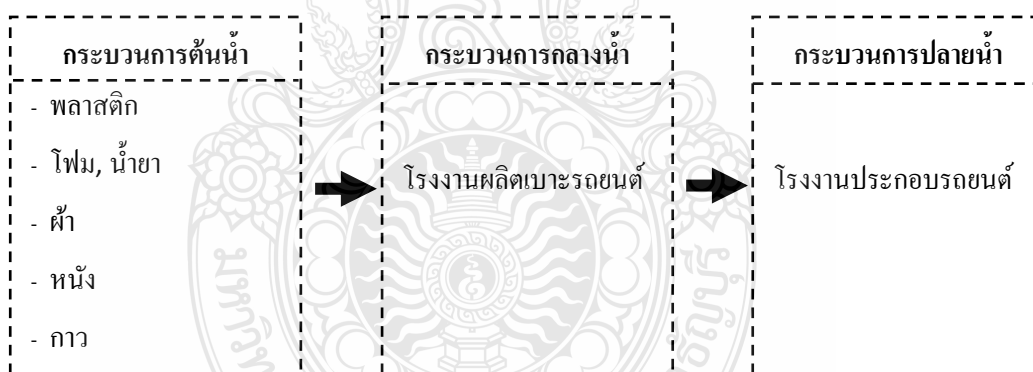 กระบวนการต้นน้ำ
- พลาสติก
- โฟม, น้ำยา
- ผ้า
- หนัง
- กาว
กระบวนการกลางน้ำ
โรงงานผลิตเบาะรถยนต์
กระบวนการปลายน้ำ
โรงงานประกอบรถยนต์